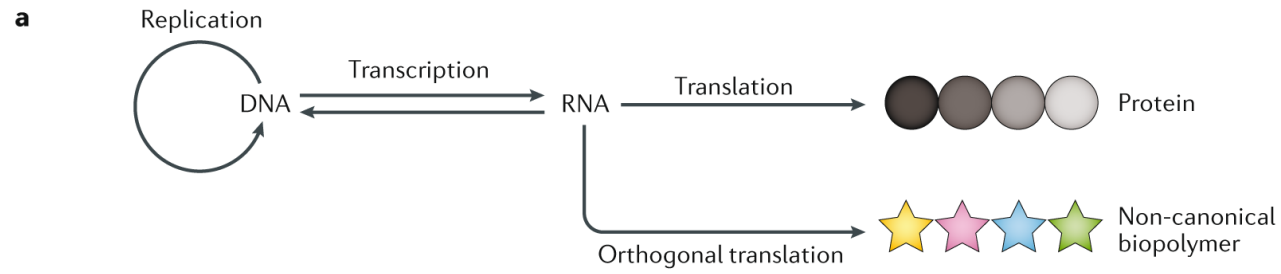 a
Replication
DNA
Transcription
RNA
Translation
Protein
Orthogonal translation
Non-canonical
biopolymer